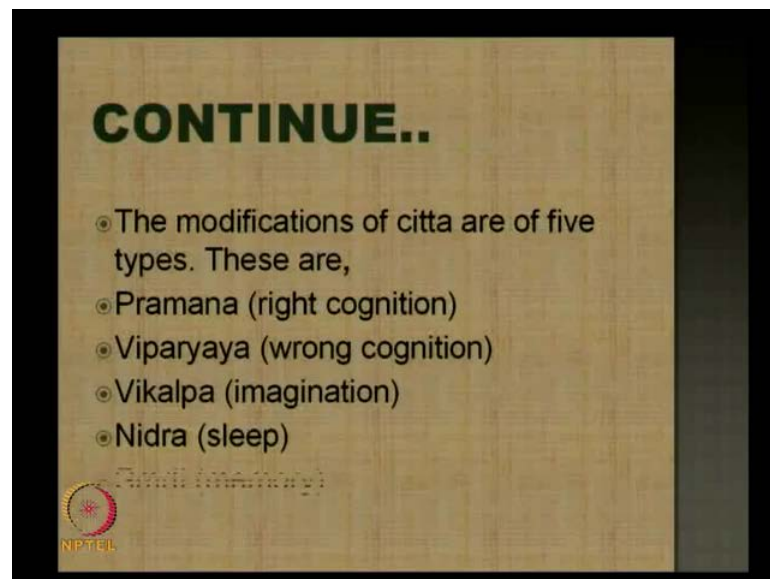 CONTINUE..
The modifications of citta are of five
types. These are,
Pramana (right cognition)
Viparyaya (wrong cognition)
Vikalpa (imagination)
Nidra (sleep)
NPTEL